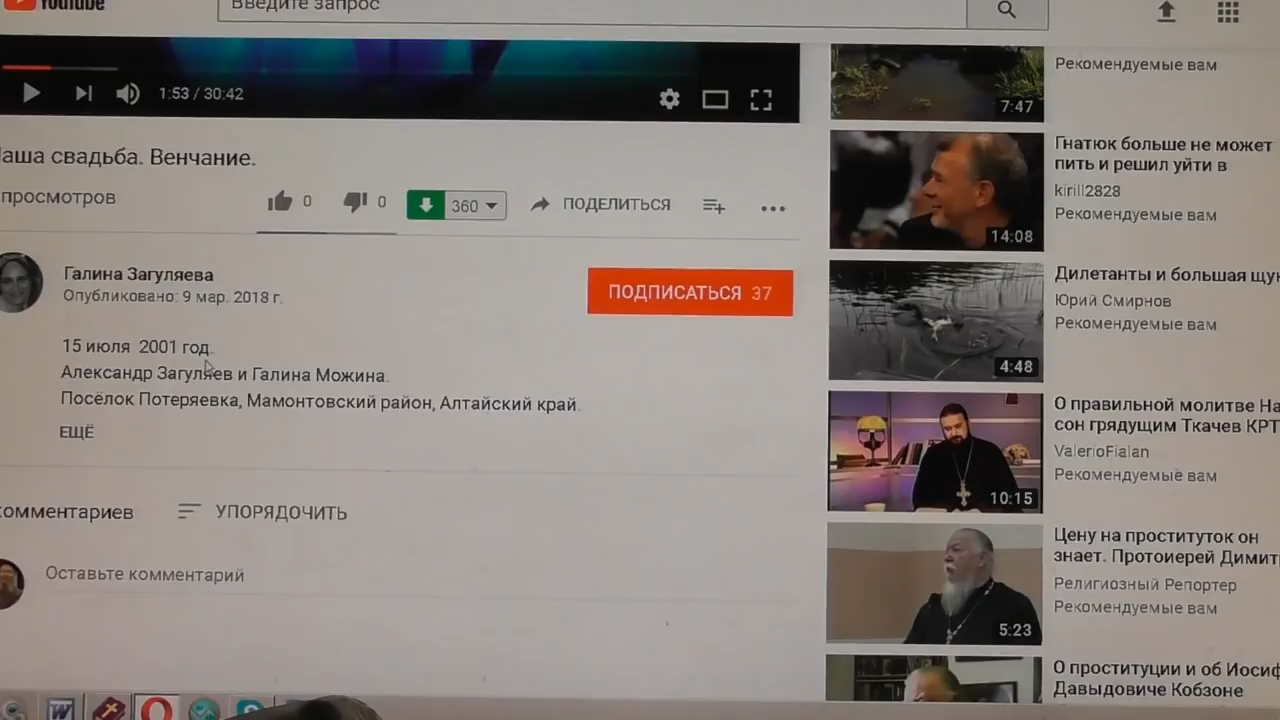 YouTube
Введите запрос
1:53 / 30:42
аша свадьба. Венчание.
просмотров
0
0
360
ПОДЕЛИТЬСЯ
Галина Загуляева
Опубликовано: 9 мар. 2018 г.
ПОДПИСАТЬСЯ 37
15 июля 2001 год.
Александр Загуляев и Галина Можина.
Посёлок Потеряевка, Мамонтовский район, Алтайский край.
ЕЩЁ
комментариев
УПОРЯДОЧИТЬ
Оставьте комментарий
7:47
Рекомендуемые вам
14:08
Гнатюк больше не может
пить и решил уйти в
kirill2828
Рекомендуемые вам
4:48
Дилетанты и большая щу
Юрий Смирнов
Рекомендуемые вам
10:15
О правильной молитве На
сон грядущим Ткачев КРТ
ValerioFialan
Рекомендуемые вам
5:23
Цену на проституток он
знает. Протоиерей Димит
Религиозный Репортер
Рекомендуемые вам
О проституции и об Иосиф
Давыдовиче Кобзоне